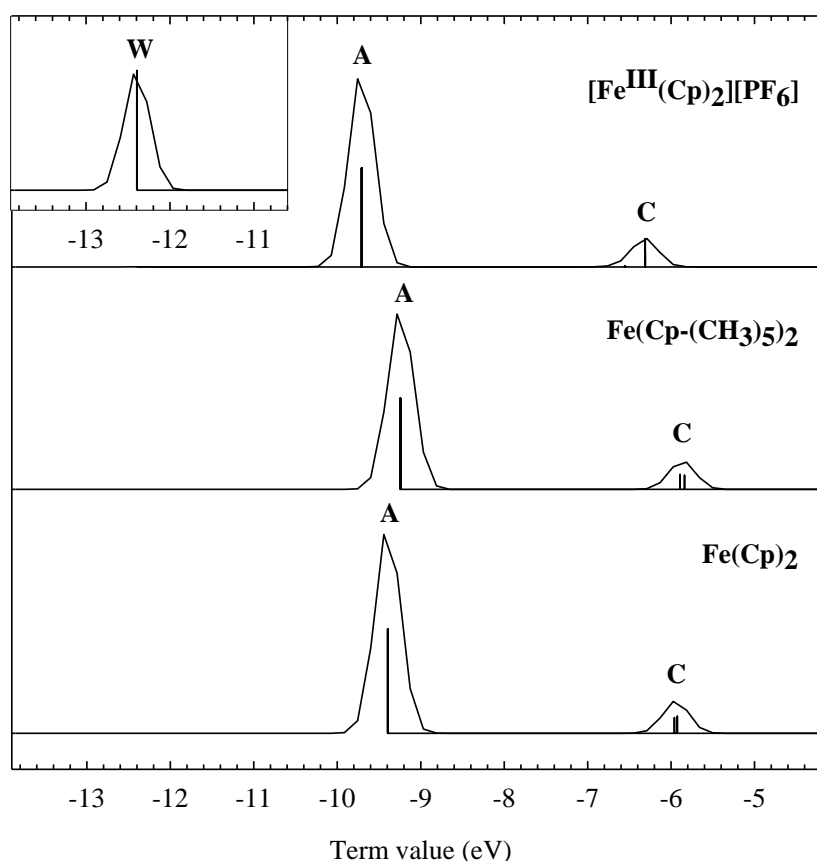 W
A
[Fe^III(Cp)2][PF6]
C
-13 -12 -11
A
Fe(Cp-(CH3)5)2
C
A
Fe(Cp)2
C
-13 -12 -11 -10 -9 -8 -7 -6 -5
Term value (eV)